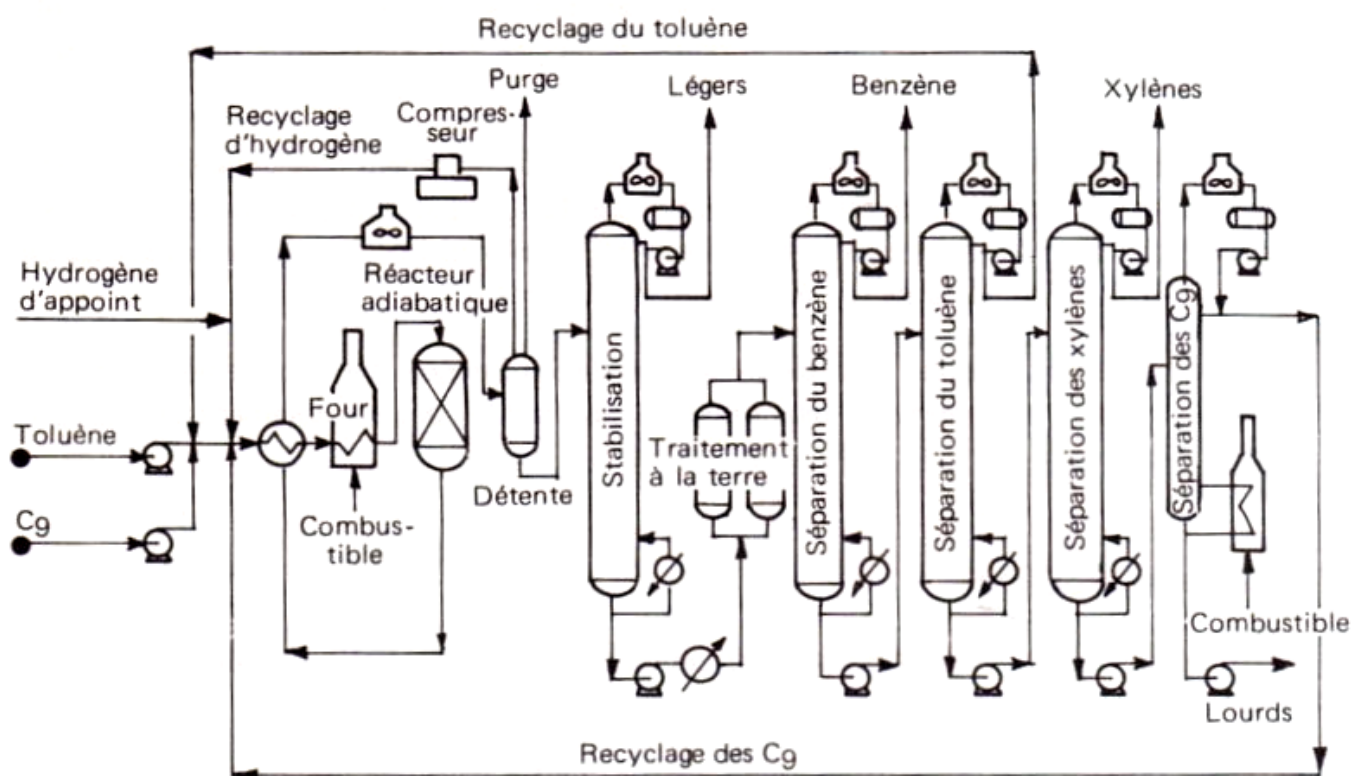 Recyclage du toluène
Purge
Légers
Benzène
Xylènes
Recyclage
d'hydrogène
Compres-
seur
Hydrogène
d'appoint
Réacteur
adiabatique
Four
Toluène
C9
Combus-
tible
Détente
Stabilisation
Traitement
à la terre
Séparation du benzène
Séparation du toluène
Séparation des xylènes
Séparation des C9
Combustible
Lourds
Recyclage des C9